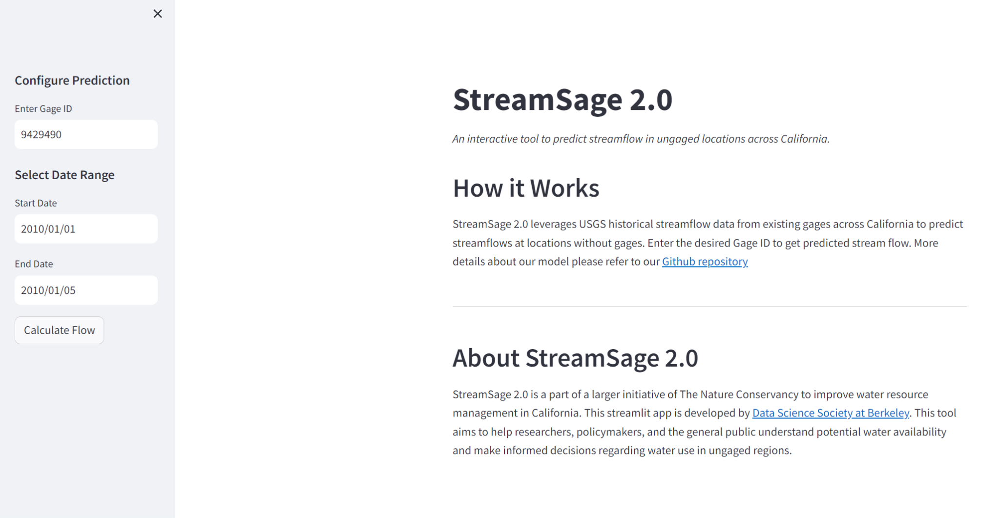 Configure Prediction
Enter Gage ID
9429490
Select Date Range
Start Date
2010/01/01
End Date
2010/01/05
Calculate Flow
StreamSage 2.0
An interactive tool to predict streamflow in ungaged locations across California.
How it Works
StreamSage 2.0 leverages USGS historical streamflow data from existing gages across California to predict
streamflows at locations without gages. Enter the desired Gage ID to get predicted stream flow. More
details about our model please refer to our Github repository
About StreamSage 2.0
StreamSage 2.0 is a part of a larger initiative of The Nature Conservancy to improve water resource
management in California. This streamlit app is developed by Data Science Society at Berkeley. This tool
aims to help researchers, policymakers, and the general public understand potential water availability
and make informed decisions regarding water use in ungaged regions.